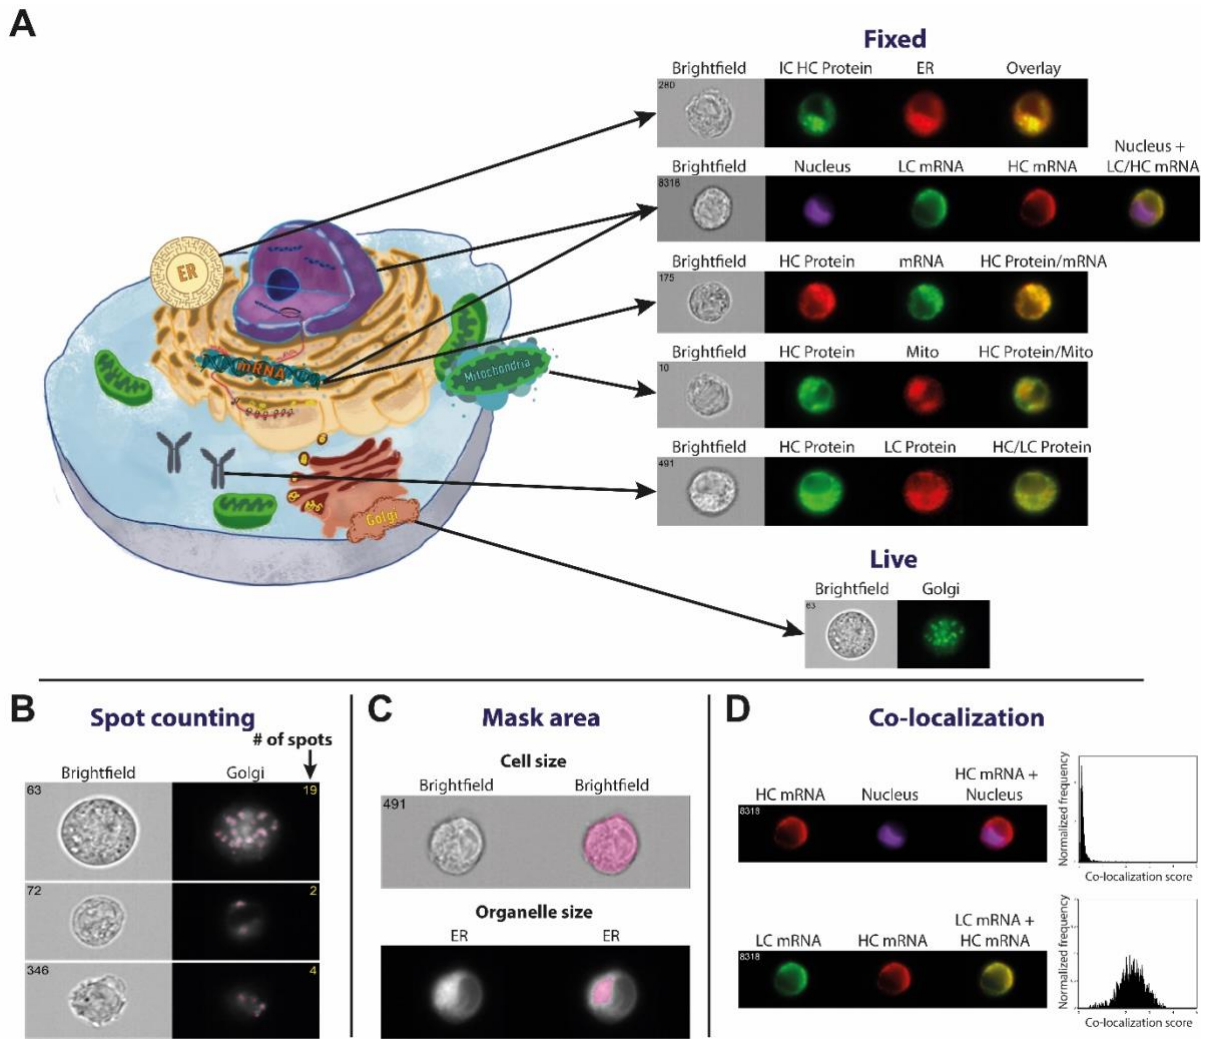 A
Fixed
Brightfield IC HC Protein ER Overlay
280
Nucleus +
Brightfield Nucleus LC mRNA HC mRNA LC/HC mRNA
8318
ER
Brightfield HC Protein mRNA HC Protein/mRNA
175
mRNA
Mitochondria
Brightfield HC Protein Mito HC Protein/Mito
10
Brightfield HC Protein LC Protein HC/LC Protein
491
Golgi
Live
Brightfield Golgi
63
B
Spot counting
# of spots
Brightfield Golgi
63 19
72 2
346 4
C
Mask area
Cell size
Brightfield Brightfield
491
Organelle size
ER ER
D
Co-localization
HC mRNA +
HC mRNA Nucleus Nucleus
8318
Normalized frequency
Co-localization score
LC mRNA +
LC mRNA HC mRNA HC mRNA
8318
Normalized frequency
Co-localization score